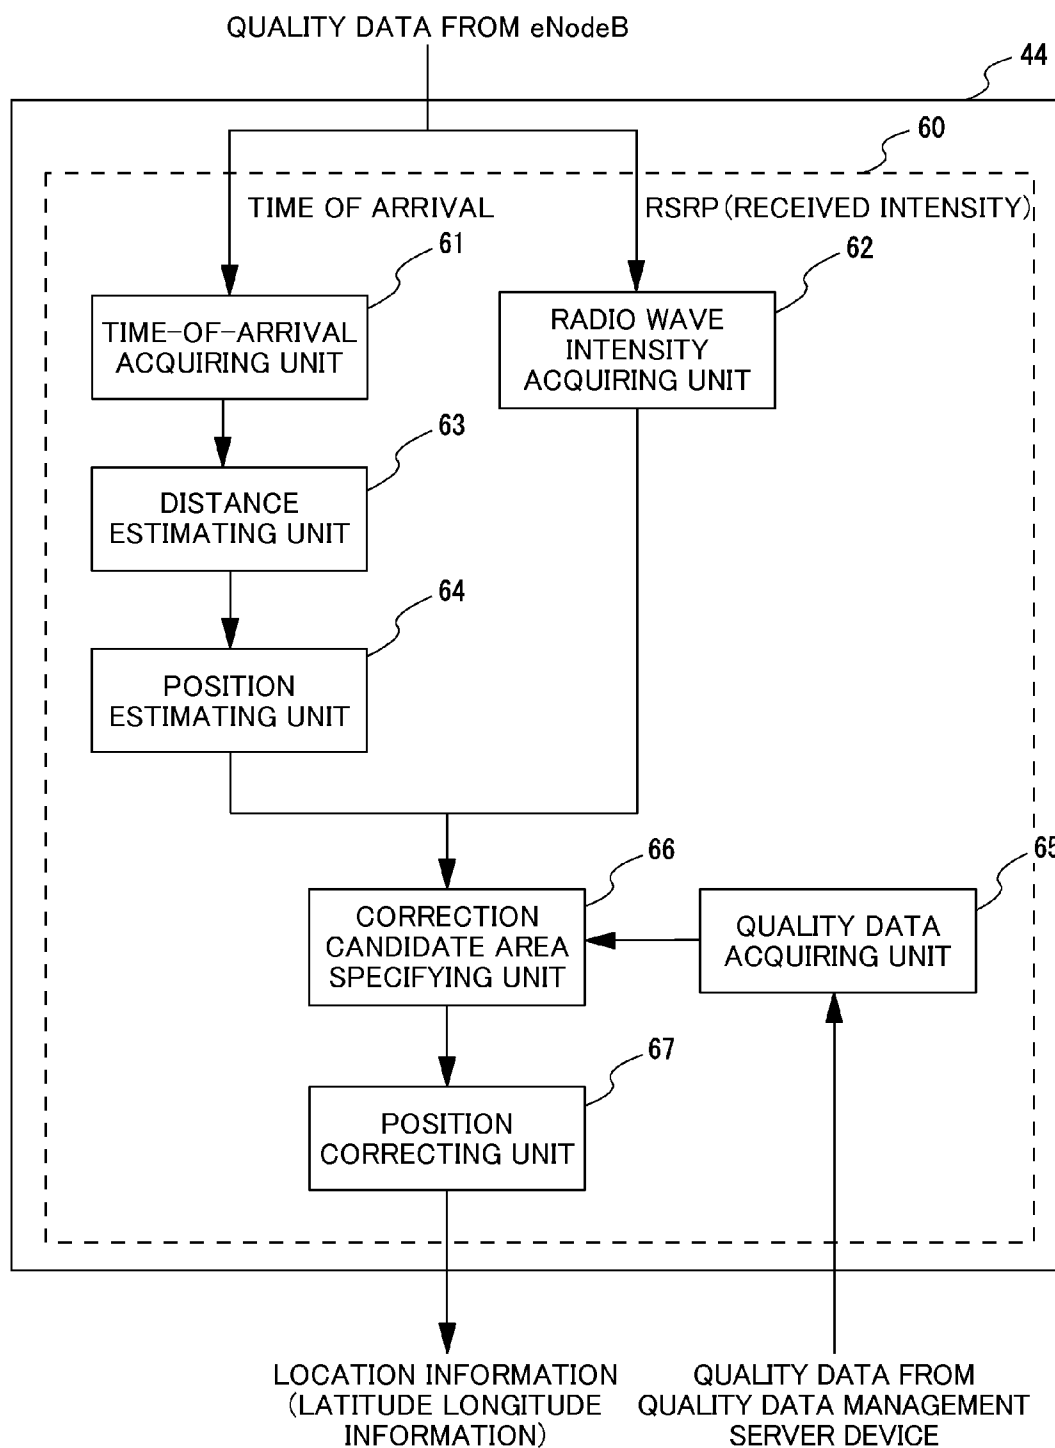 QUALITY DATA FROM eNodeB
44
60
TIME OF ARRIVAL
RSRP (RECEIVED INTENSITY)
61
62
TIME-OF-ARRIVAL
ACQUIRING UNIT
RADIO WAVE
INTENSITY
ACQUIRING UNIT
63
DISTANCE
ESTIMATING UNIT
64
POSITION
ESTIMATING UNIT
66
65
CORRECTION
CANDIDATE AREA
SPECIFYING UNIT
QUALITY DATA
ACQUIRING UNIT
67
POSITION
CORRECTING UNIT
LOCATION INFORMATION
(LATITUDE LONGITUDE
INFORMATION)
QUALITY DATA FROM
QUALITY DATA MANAGEMENT
SERVER DEVICE